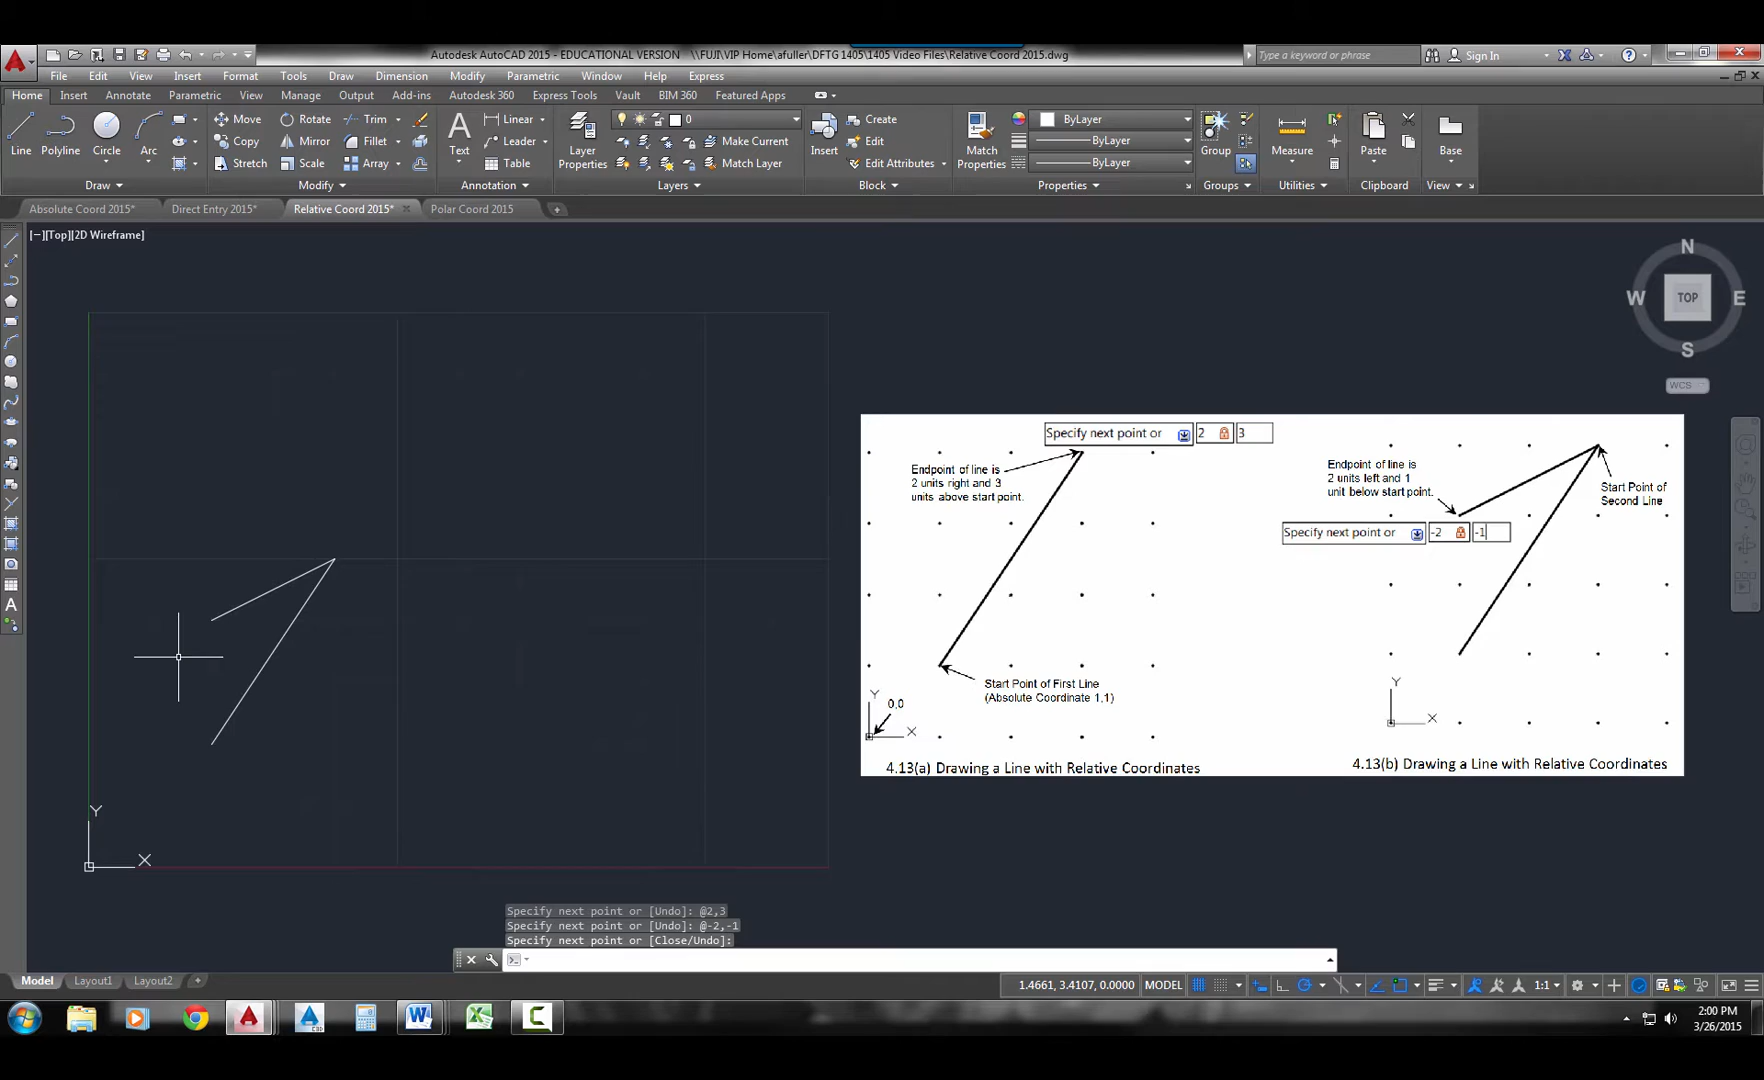 Autodesk AutoCAD 2015 - EDUCATIONAL VERSION \\FUJI\VIP Home\afuller\DFTG 1405\1405 Video Files\Relative Coord 2015.dwg
Type a keyword or phrase
Sign In
File Edit View Insert Format Tools Draw Dimension Modify Parametric Window Help Express
Home Insert Annotate Parametric View Manage Output Add-ins Autodesk 360 Express Tools Vault BIM 360 Featured Apps
Line Polyline Circle Arc
Move Rotate Trim
Copy Mirror Fillet
Stretch Scale Array
Text
Linear
Leader
Table
Layer
Properties
0
Make Current
Match Layer
Insert
Create
Edit
Edit Attributes
Match
Properties
ByLayer
ByLayer
ByLayer
Group
Measure
Paste
Base
Draw Modify Annotation Layers Block Properties Groups Utilities Clipboard View
Absolute Coord 2015* Direct Entry 2015* Relative Coord 2015* Polar Coord 2015
[−][Top][2D Wireframe]
N
W TOP E
S
WCS
Specify next point or 2 3
Endpoint of line is
2 units right and 3
units above start point.
Start Point of First Line
(Absolute Coordinate 1,1)
Y
0,0
X
4.13(a) Drawing a Line with Relative Coordinates
Endpoint of line is
2 units left and 1
unit below start point.
Start Point of
Second Line
Specify next point or -2 -1
Y
X
4.13(b) Drawing a Line with Relative Coordinates
Y
X
Specify next point or [Undo]: @2,3
Specify next point or [Undo]: @-2,-1
Specify next point or [Close/Undo]:
Model Layout1 Layout2
1.4661, 3.4107, 0.0000 MODEL
1:1
2:00 PM
3/26/2015